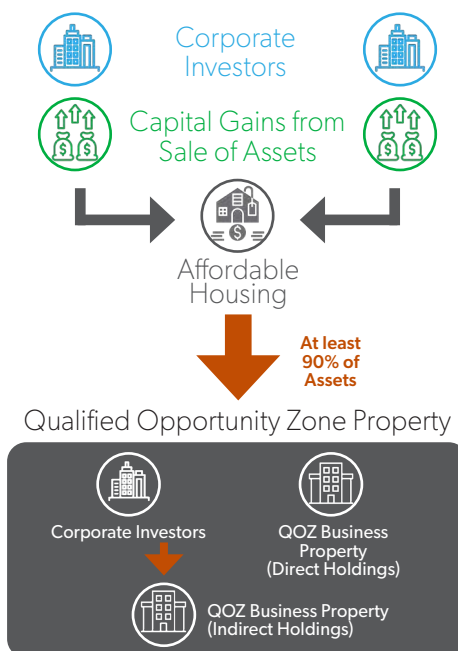 Corporate
Investors
Capital Gains from
Sale of Assets
Affordable
Housing
At least
90% of
Assets
Qualified Opportunity Zone Property
Corporate Investors
QOZ Business
Property
(Direct Holdings)
QOZ Business Property
(Indirect Holdings)